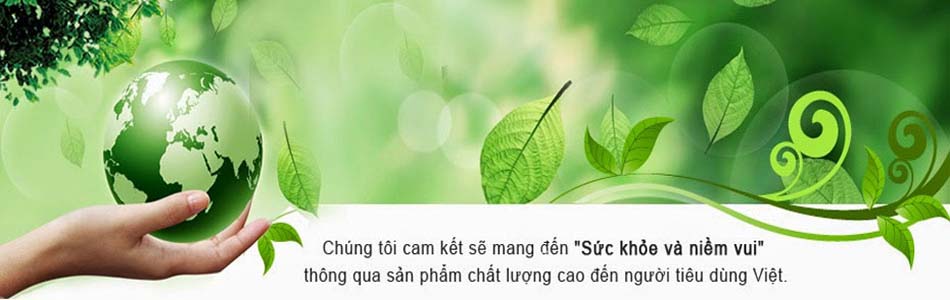 Chúng tôi cam kết sẽ mang đến "Sức khỏe và niềm vui"
thông qua sản phẩm chất lượng cao đến người tiêu dùng Việt.